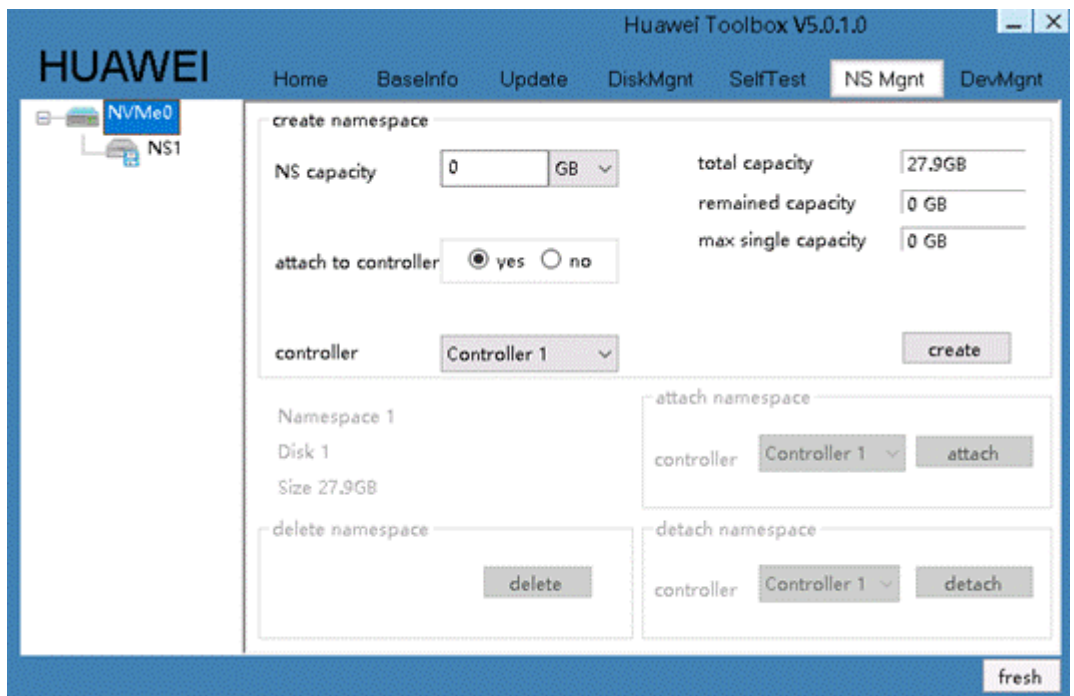 Huawei Toolbox V5.0.1.0
HUAWEI
Home BaseInfo Update DiskMgnt SelfTest NS Mgnt DevMgnt
NVMe0
NS1
create namespace
NS capacity 0 GB
total capacity 27.9GB
remained capacity 0 GB
max single capacity 0 GB
attach to controller yes no
controller Controller 1 create
Namespace 1
Disk 1
Size 27.9GB
attach namespace
controller Controller 1 attach
delete namespace
delete
detach namespace
controller Controller 1 detach
fresh